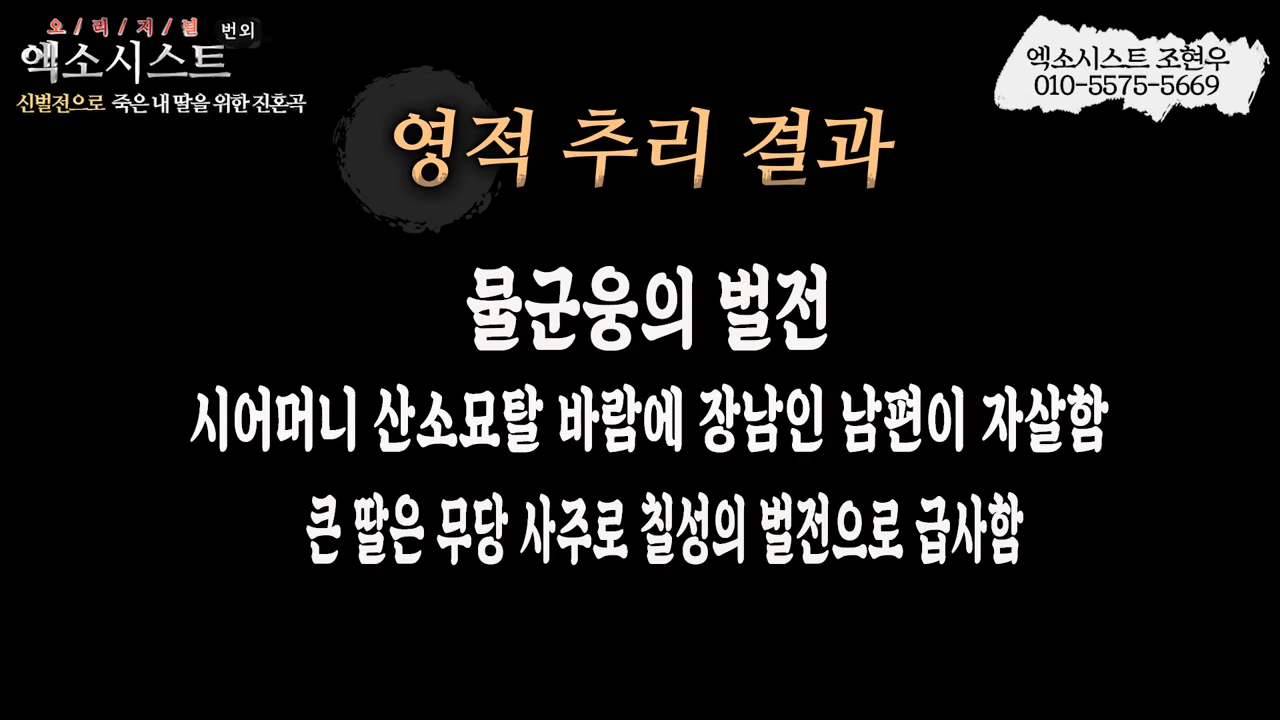 오/리/지/널 번외
엑소시스트
신벌전으로 죽은 내 딸을 위한 진혼곡
엑소시스트 조현우
010-5575-5669
영적 추리 결과
물군웅의 벌전
시어머니 산소묘탈 바람에 장남인 남편이 자살함
큰 딸은 무당 사주로 칠성의 벌전으로 급사함